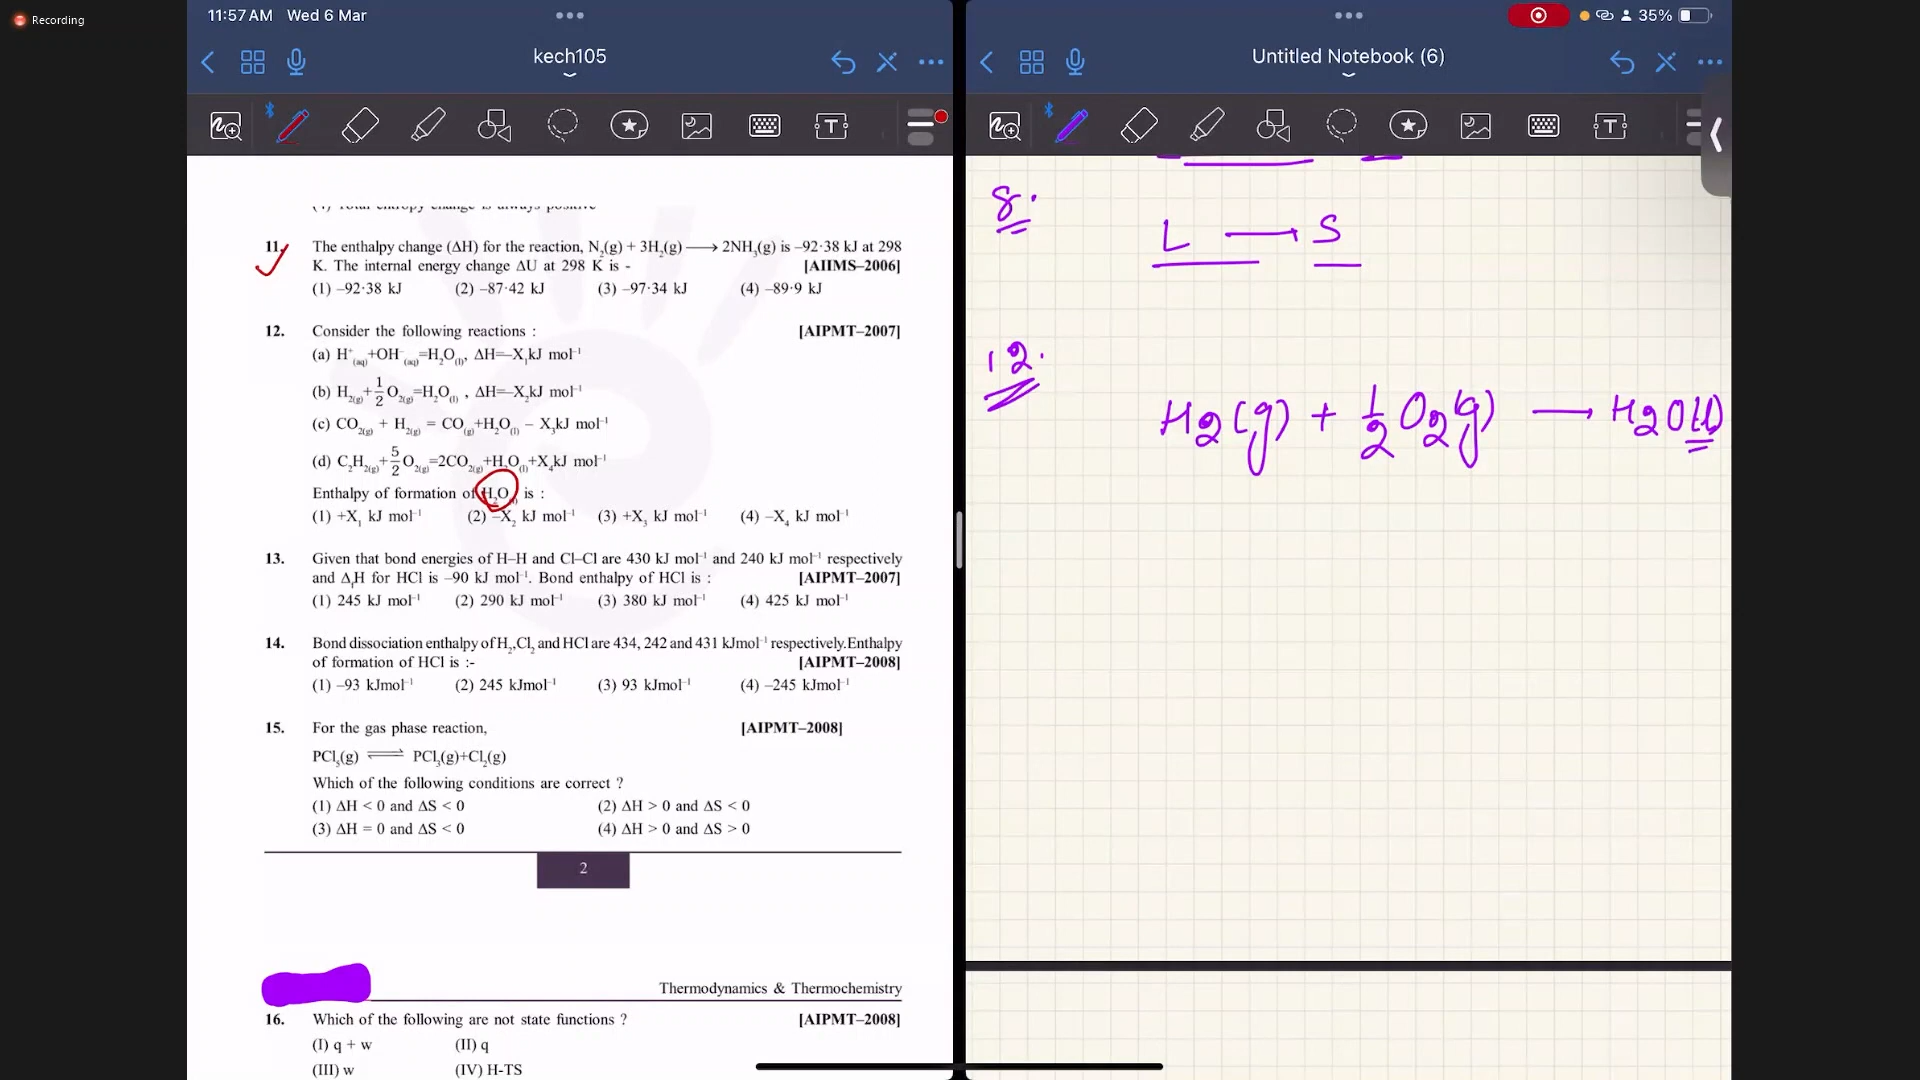 Recording
11:57 AM Wed 6 Mar
35%
kech105
Untitled Notebook (6)
(4) Total entropy change is always positive
11. The enthalpy change (ΔH) for the reaction, N₂(g) + 3H₂(g) ⟶ 2NH₃(g) is –92·38 kJ at 298
K. The internal energy change ΔU at 298 K is - [AIIMS–2006]
(1) –92·38 kJ (2) –87·42 kJ (3) –97·34 kJ (4) –89·9 kJ
12. Consider the following reactions : [AIPMT–2007]
(a) H⁺(aq)+OH⁻(aq)=H₂O(l), ΔH=–X₁kJ mol⁻¹
(b) H₂(g)+1/2O₂(g)=H₂O(l) , ΔH=–X₂kJ mol⁻¹
(c) CO₂(g) + H₂(g) = CO(g)+H₂O(l) – X₃kJ mol⁻¹
(d) C₂H₂(g)+5/2O₂(g)=2CO₂(g)+H₂O(l)+X₄kJ mol⁻¹
Enthalpy of formation of H₂O(l) is :
(1) +X₁ kJ mol⁻¹ (2) –X₂ kJ mol⁻¹ (3) +X₃ kJ mol⁻¹ (4) –X₄ kJ mol⁻¹
13. Given that bond energies of H–H and Cl–Cl are 430 kJ mol⁻¹ and 240 kJ mol⁻¹ respectively
and ΔfH for HCl is –90 kJ mol⁻¹. Bond enthalpy of HCl is : [AIPMT–2007]
(1) 245 kJ mol⁻¹ (2) 290 kJ mol⁻¹ (3) 380 kJ mol⁻¹ (4) 425 kJ mol⁻¹
14. Bond dissociation enthalpy of H₂,Cl₂ and HCl are 434, 242 and 431 kJmol⁻¹ respectively.Enthalpy
of formation of HCl is :- [AIPMT–2008]
(1) –93 kJmol⁻¹ (2) 245 kJmol⁻¹ (3) 93 kJmol⁻¹ (4) –245 kJmol⁻¹
15. For the gas phase reaction, [AIPMT–2008]
PCl₅(g) ⇌ PCl₃(g)+Cl₂(g)
Which of the following conditions are correct ?
(1) ΔH < 0 and ΔS < 0 (2) ΔH > 0 and ΔS < 0
(3) ΔH = 0 and ΔS < 0 (4) ΔH > 0 and ΔS > 0
2
Thermodynamics & Thermochemistry
16. Which of the following are not state functions ? [AIPMT–2008]
(I) q + w (II) q
(III) w (IV) H-TS
8.
L ⟶ S
12.
H2(g) + 1/2 O2(g) ⟶ H2O(l)